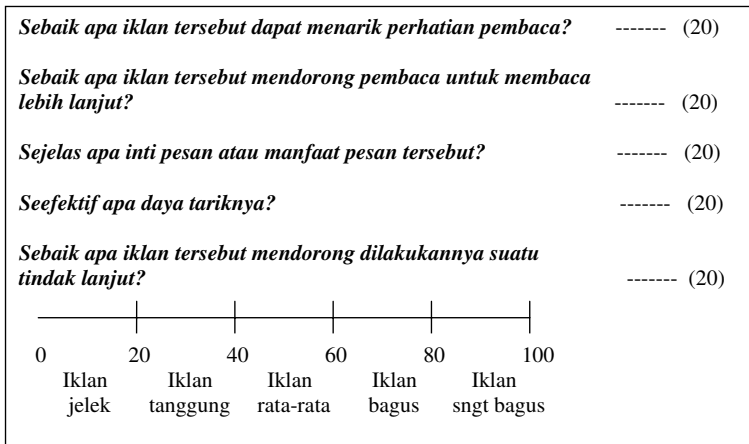 Sebaik apa iklan tersebut dapat menarik perhatian pembaca? ------- (20)
Sebaik apa iklan tersebut mendorong pembaca untuk membaca
lebih lanjut? ------- (20)
Sejelas apa inti pesan atau manfaat pesan tersebut? ------- (20)
Seefektif apa daya tariknya? ------- (20)
Sebaik apa iklan tersebut mendorong dilakukannya suatu
tindak lanjut? ------- (20)
0 20 40 60 80 100
Iklan Iklan Iklan Iklan Iklan
jelek tanggung rata-rata bagus sngt bagus